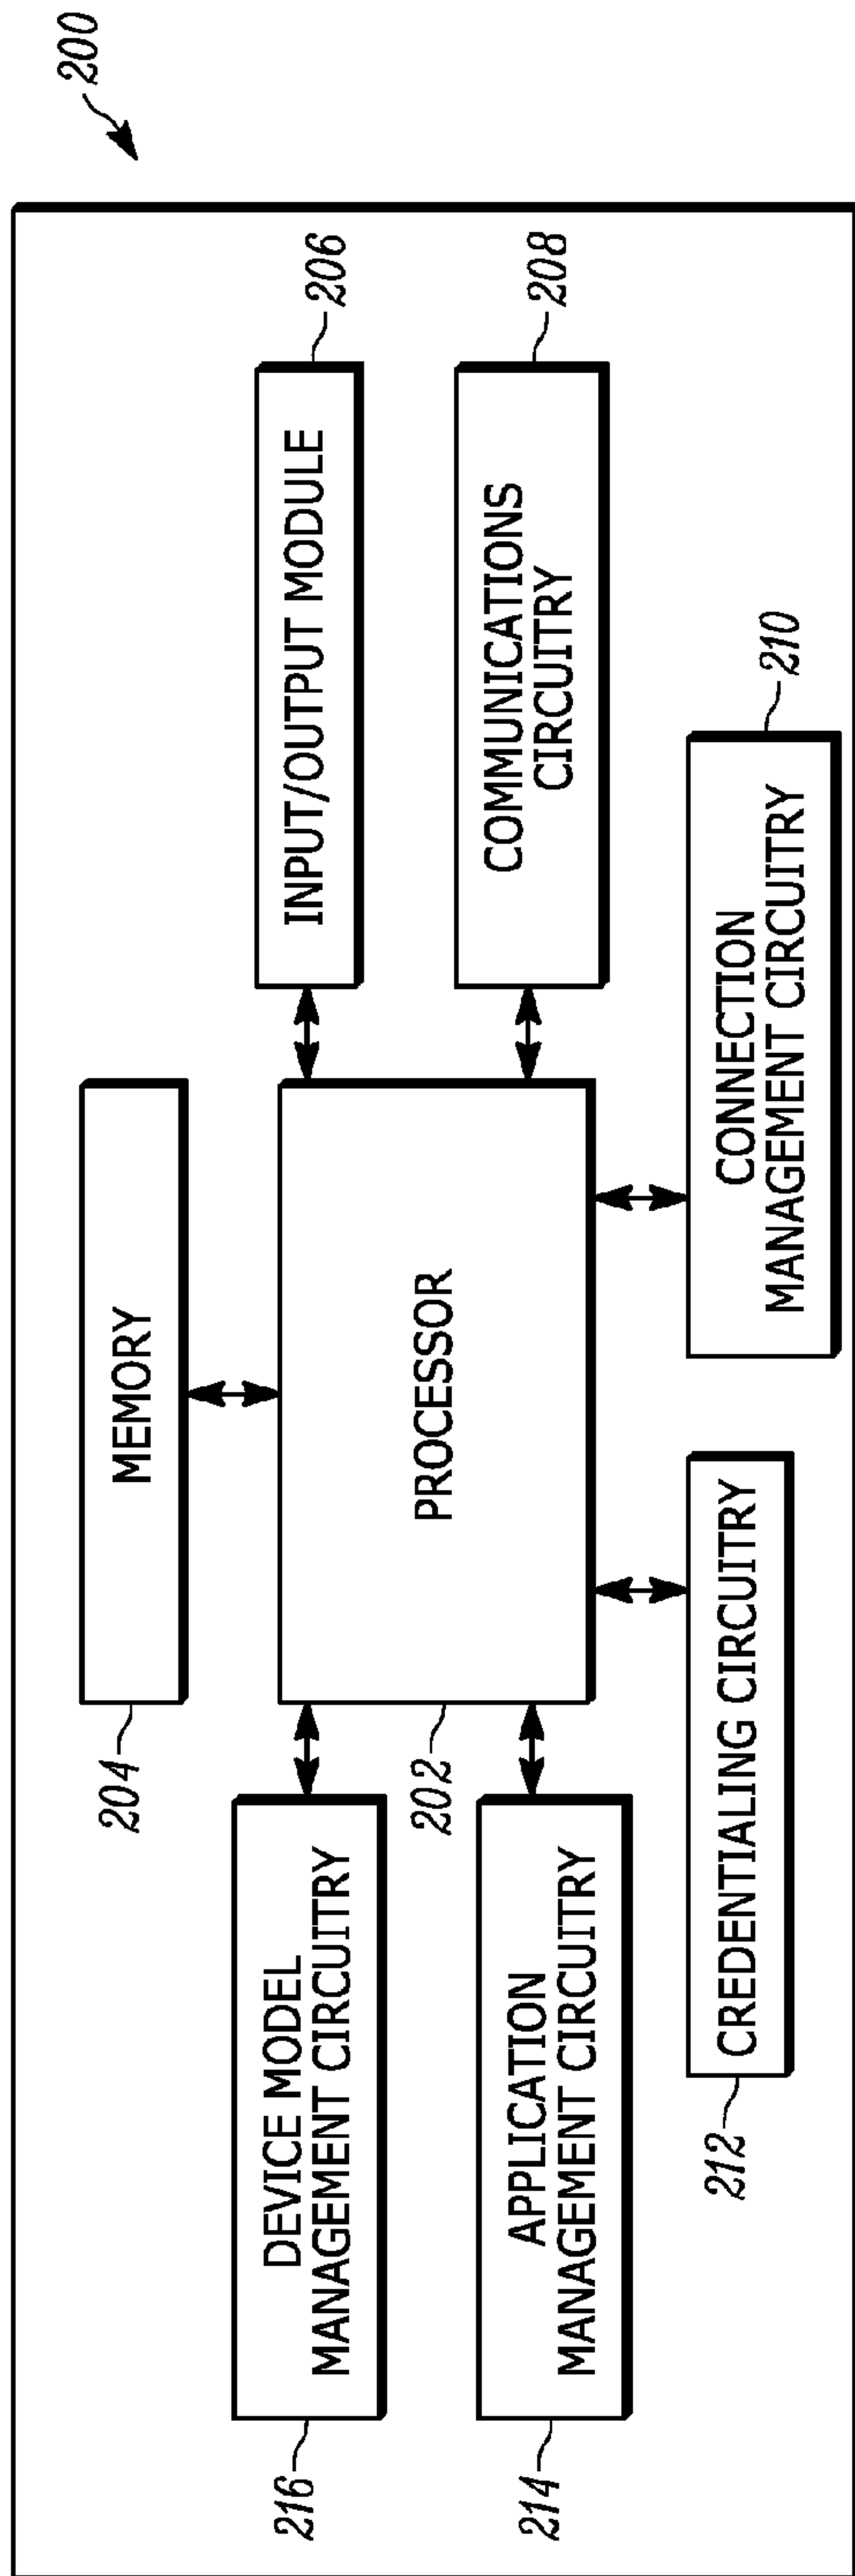 200
MEMORY
204
DEVICE MODEL
MANAGEMENT CIRCUITRY
216
INPUT/OUTPUT MODULE
206
PROCESSOR
202
APPLICATION
MANAGEMENT CIRCUITRY
214
COMMUNICATIONS
CIRCUITRY
208
CREDENTIALING CIRCUITRY
212
CONNECTION
MANAGEMENT CIRCUITRY
210